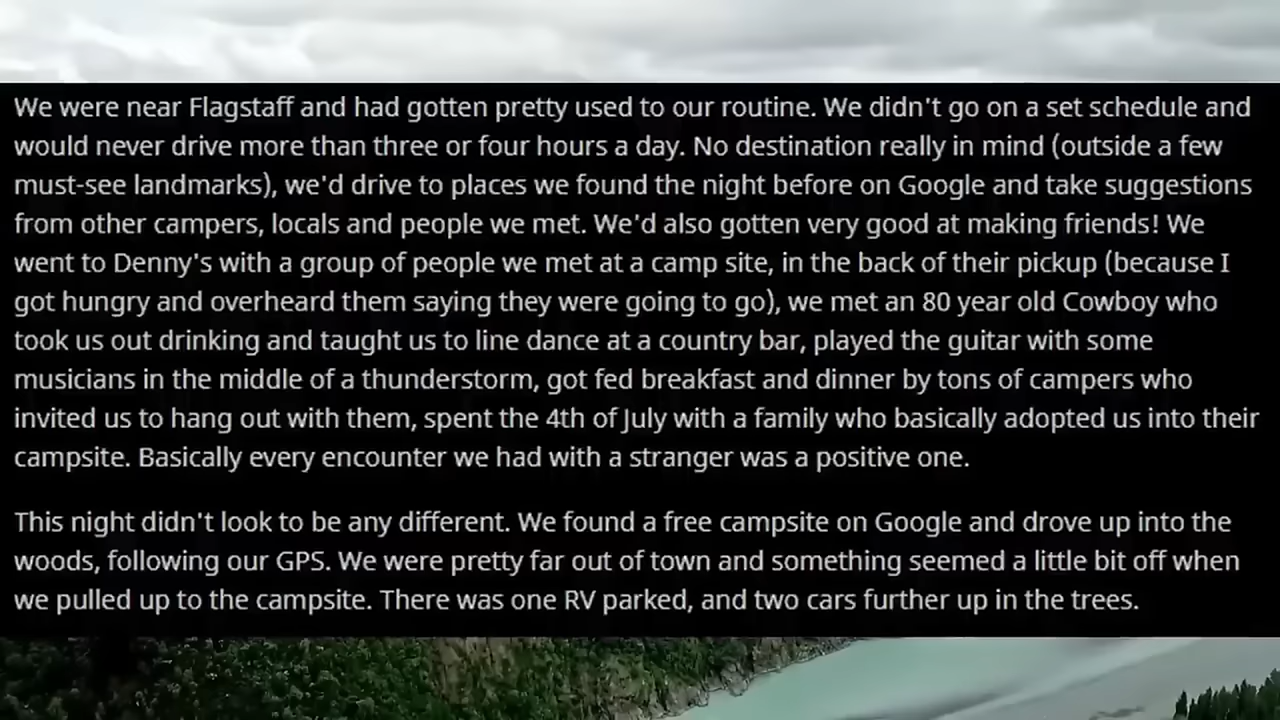 We were near Flagstaff and had gotten pretty used to our routine. We didn't go on a set schedule and
would never drive more than three or four hours a day. No destination really in mind (outside a few
must-see landmarks), we'd drive to places we found the night before on Google and take suggestions
from other campers, locals and people we met. We'd also gotten very good at making friends! We
went to Denny's with a group of people we met at a camp site, in the back of their pickup (because I
got hungry and overheard them saying they were going to go), we met an 80 year old Cowboy who
took us out drinking and taught us to line dance at a country bar, played the guitar with some
musicians in the middle of a thunderstorm, got fed breakfast and dinner by tons of campers who
invited us to hang out with them, spent the 4th of July with a family who basically adopted us into their
campsite. Basically every encounter we had with a stranger was a positive one.
This night didn't look to be any different. We found a free campsite on Google and drove up into the
woods, following our GPS. We were pretty far out of town and something seemed a little bit off when
we pulled up to the campsite. There was one RV parked, and two cars further up in the trees.